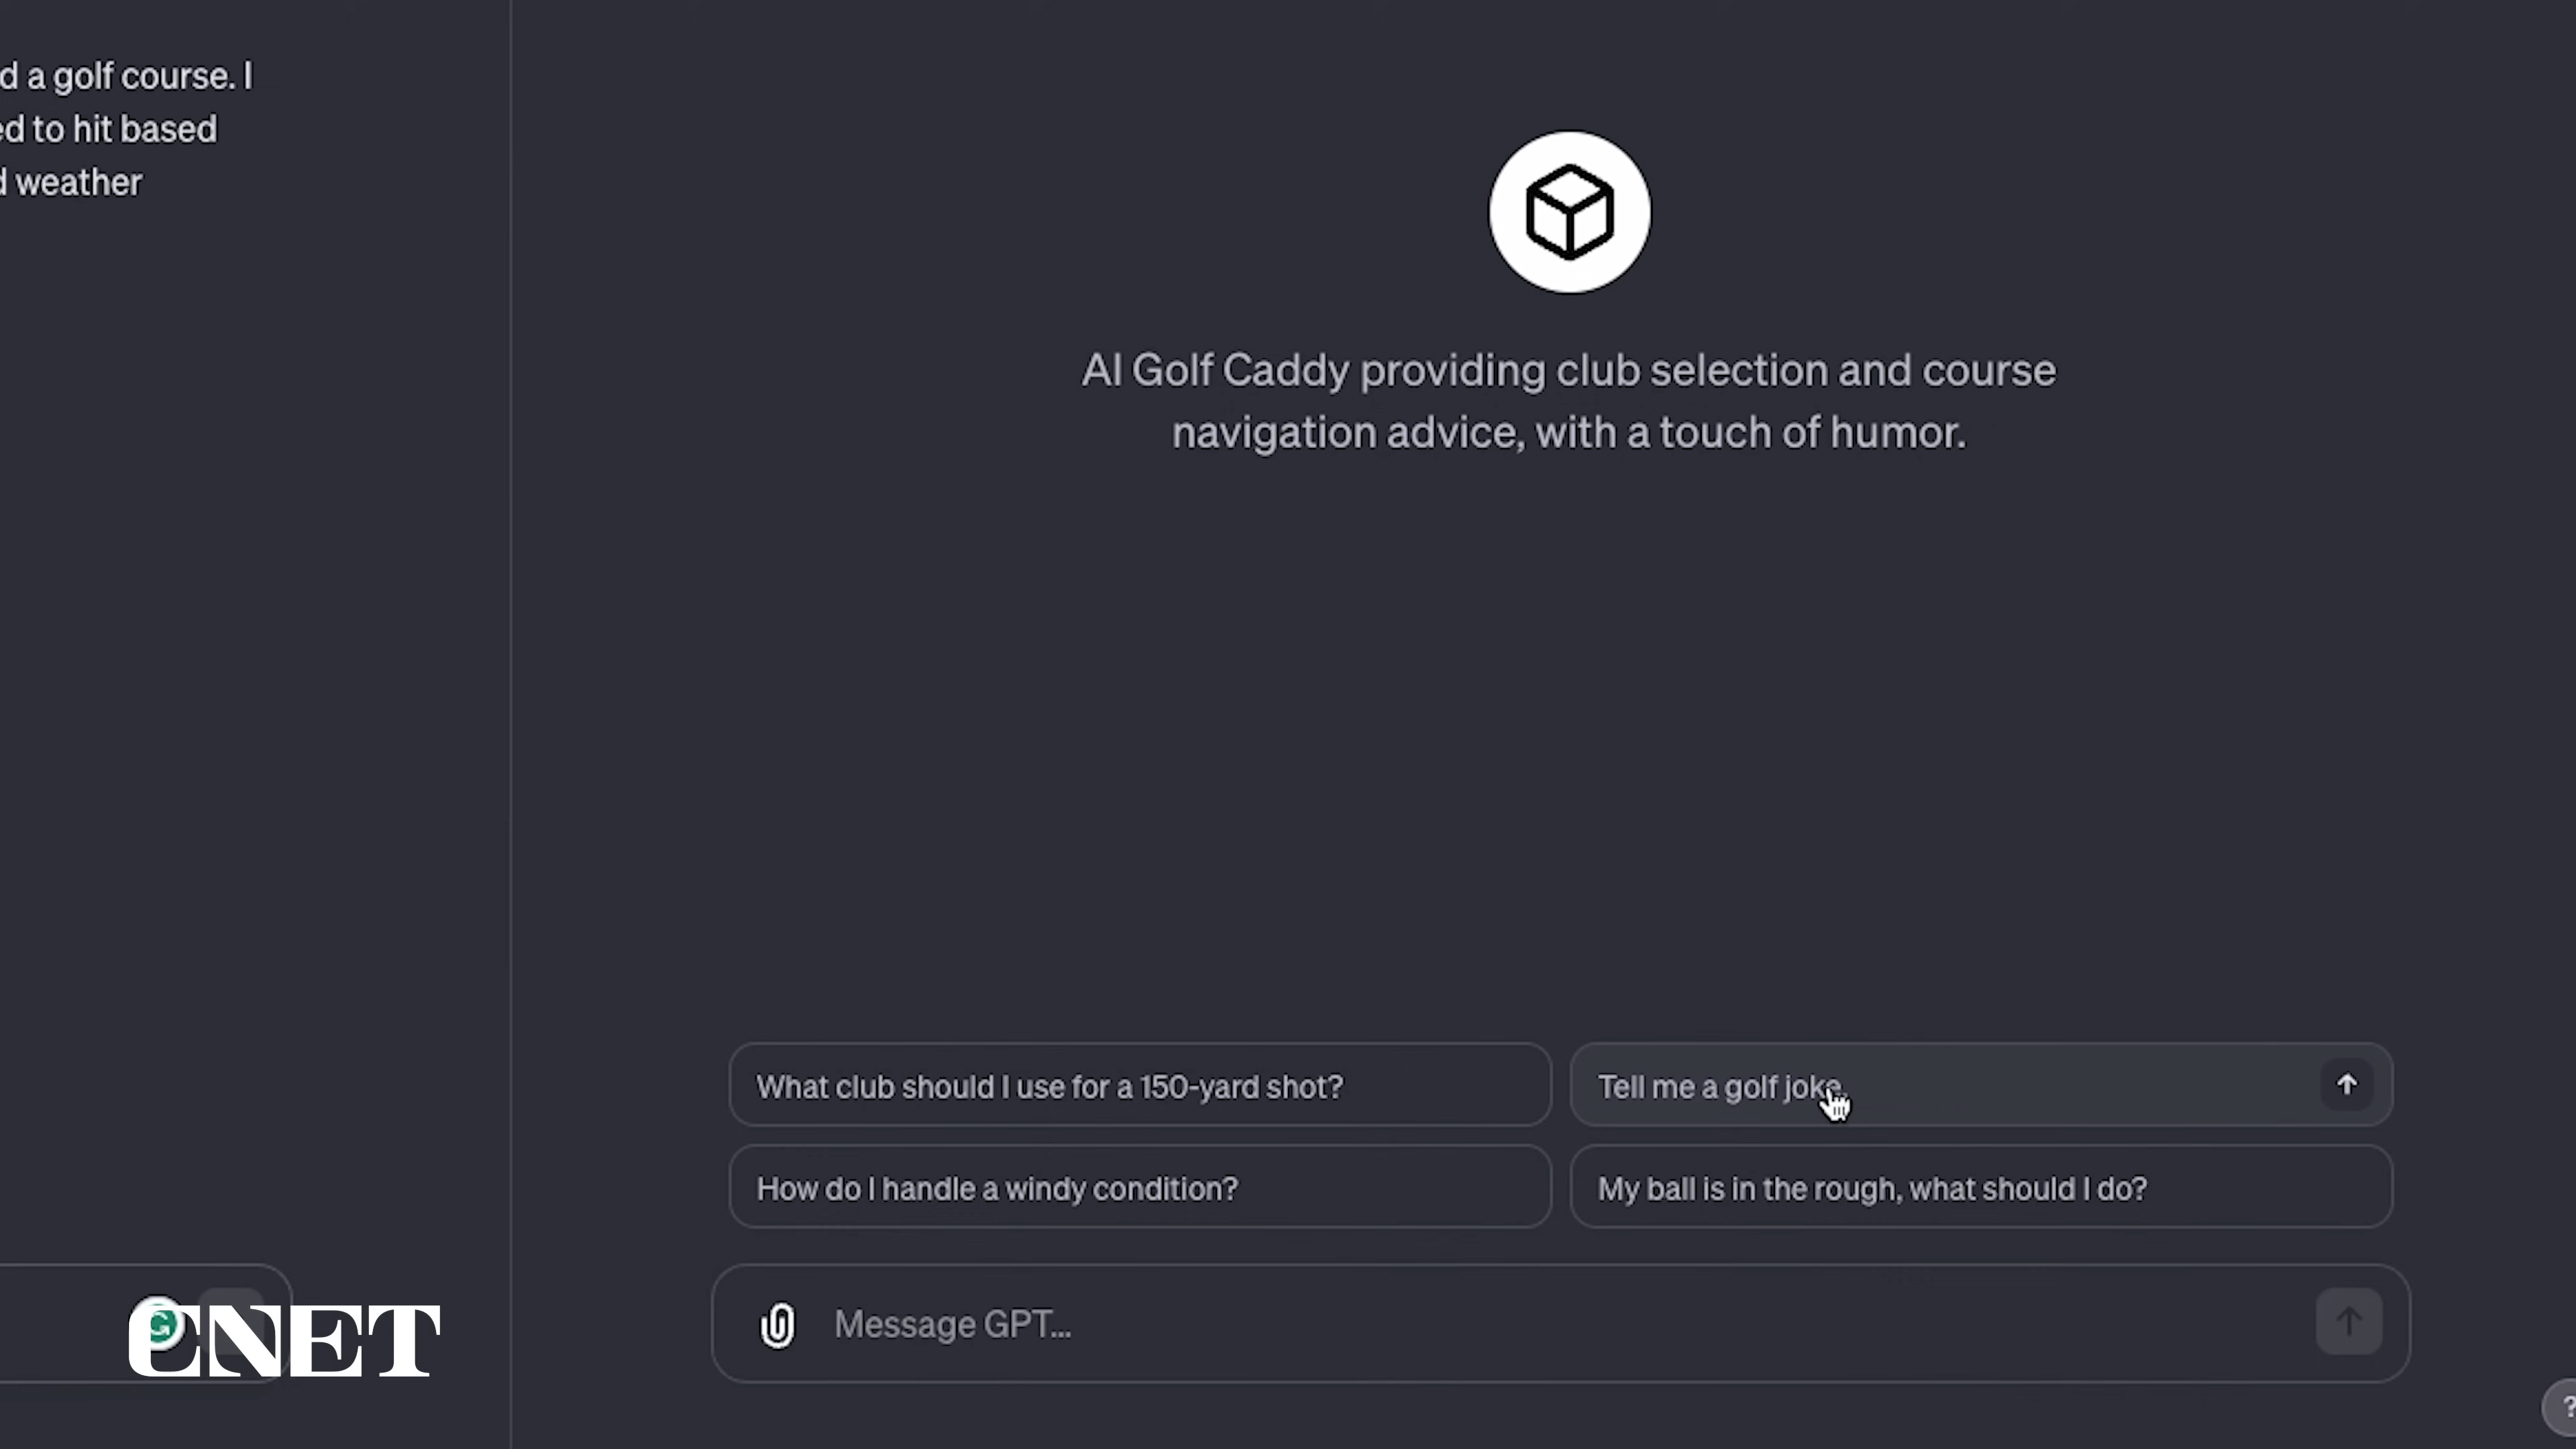 d a golf course. I
ed to hit based
d weather
AI Golf Caddy providing club selection and course
navigation advice, with a touch of humor.
What club should I use for a 150-yard shot?
Tell me a golf joke.
How do I handle a windy condition?
My ball is in the rough, what should I do?
Message GPT...
CNET
?